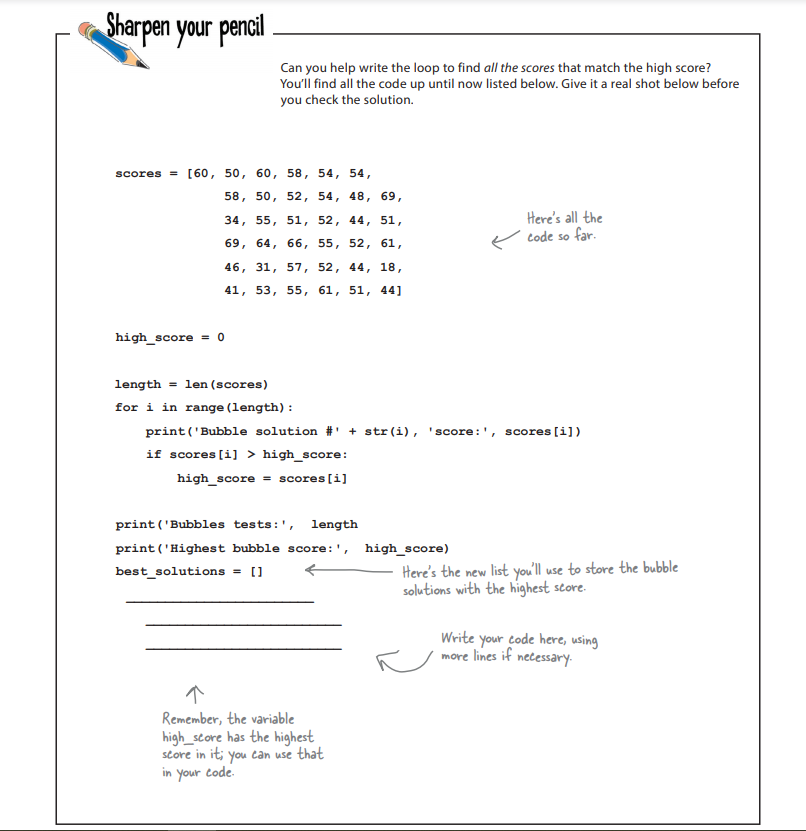 Sharpen your pencil
Can you help write the loop to find all the scores that match the high score?
You'll find all the code up until now listed below. Give it a real shot below before
you check the solution.
scores = [60, 50, 60, 58, 54, 54,
58, 50, 52, 54, 48, 69,
34, 55, 51, 52, 44, 51,
69, 64, 66, 55, 52, 61,
46, 31, 57, 52, 44, 18,
41, 53, 55, 61, 51, 44]
Here's all the
code so far.
high_score = 0
length = len(scores)
for i in range(length):
print('Bubble solution #' + str(i), 'score:', scores[i])
if scores[i] > high_score:
high_score = scores[i]
print('Bubbles tests:', length
print('Highest bubble score:', high_score)
best_solutions = []
Here's the new list you'll use to store the bubble
solutions with the highest score.
Write your code here, using
more lines if necessary.
Remember, the variable
high_score has the highest
score in it; you can use that
in your code.